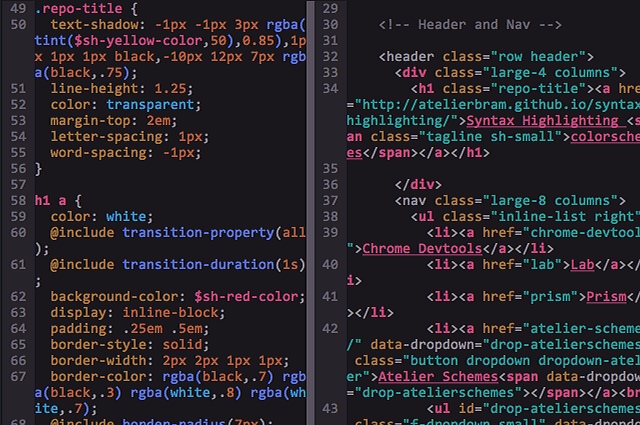 49 .repo-title {
50   text-shadow: -1px -1px 3px rgba(
tint($sh-yellow-color,50),0.85),1p
x 1px 1px black,-10px 12px 7px rgb
a(black,.75);
51   line-height: 1.25;
52   color: transparent;
53   margin-top: 2em;
54   letter-spacing: 1px;
55   word-spacing: -1px;
56 }
57
58 h1 a {
59   color: white;
60   @include transition-property(all
);
61   @include transition-duration(1s)
;
62   background-color: $sh-red-color;
63   display: inline-block;
64   padding: .25em .5em;
65   border-style: solid;
66   border-width: 2px 2px 1px 1px;
67   border-color: rgba(black,.7) rgb
a(black,.3) rgba(white,.8) rgba(wh
ite,.7);
68   @include border-radius(7px);
29
30     <!-- Header and Nav -->
31
32     <header class="row header">
33       <div class="large-4 columns">
34         <h1 class="repo-title"><a hr
="http://atelierbram.github.io/syntax
highlighting/">Syntax Highlighting <s
an class="tagline sh-small">colorsche
es</span></a></h1>
35
36       </div>
37       <nav class="large-8 columns">
38         <ul class="inline-list right"
39           <li><a href="chrome-devtool
">Chrome Devtools</a></li>
40           <li><a href="lab">Lab</a></
i>
41           <li><a href="prism">Prism</
></li>
42           <li><a href="atelier-scheme
/" data-dropdown="drop-atelierschemes
class="button dropdown dropdown-atel
er">Atelier Schemes<span data-dropdow
="drop-atelierschemes"></span></a><br
43         <ul id="drop-atelierschemes
class="f-dropdown small" data-dropdow